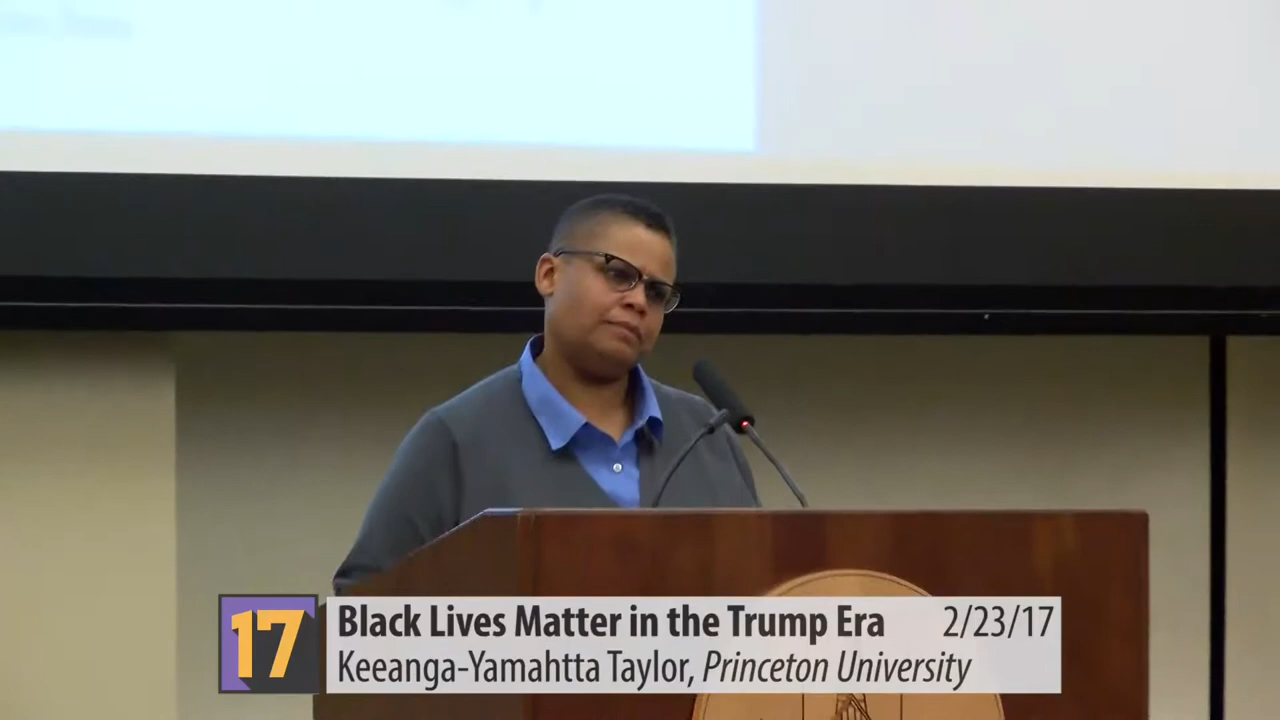 17
Black Lives Matter in the Trump Era 2/23/17
Keeanga-Yamahtta Taylor, Princeton University